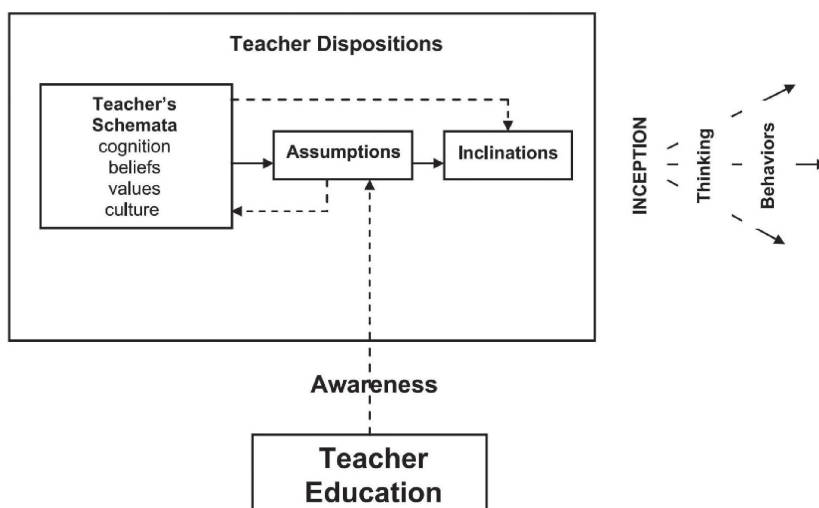 Teacher Dispositions
Teacher’s
Schemata
cognition
beliefs
values
culture
Assumptions
Inclinations
INCEPTION
Thinking
Behaviors
Awareness
Teacher
Education